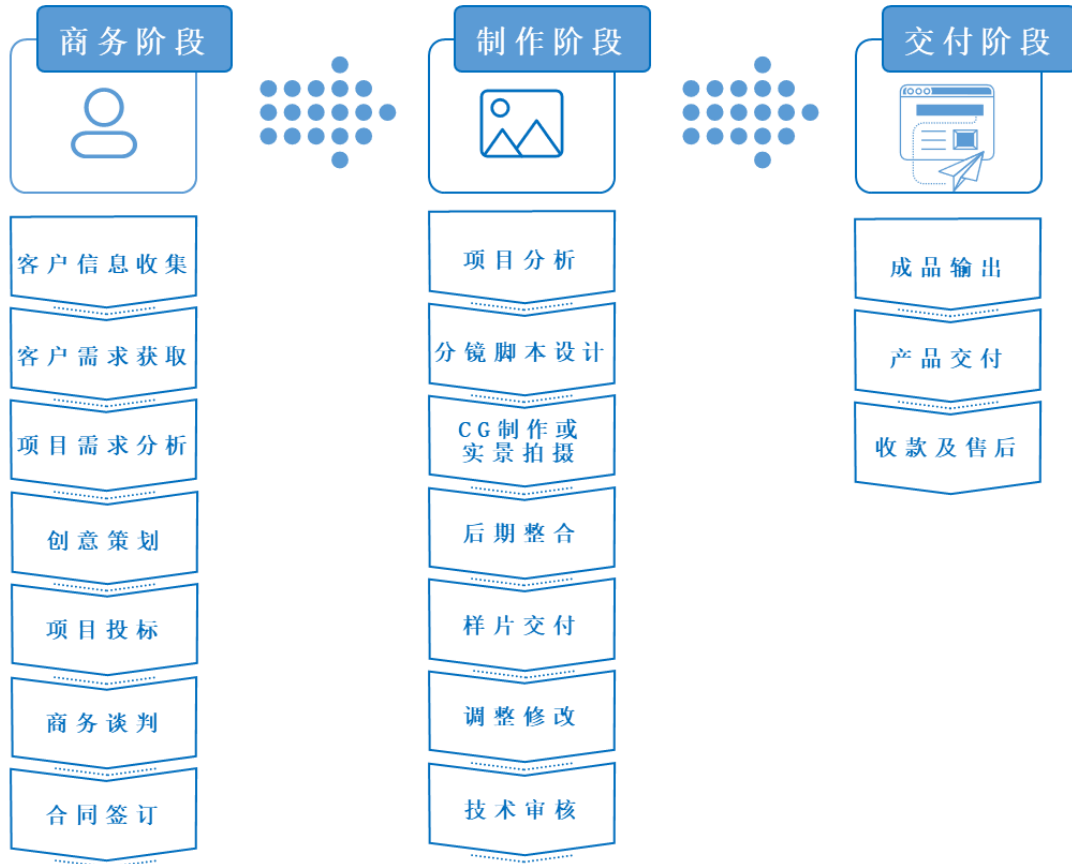 商务阶段
制作阶段
交付阶段
客户信息收集
客户需求获取
项目需求分析
创意策划
项目投标
商务谈判
合同签订
项目分析
分镜脚本设计
CG制作或
实景拍摄
后期整合
样片交付
调整修改
技术审核
成品输出
产品交付
收款及售后